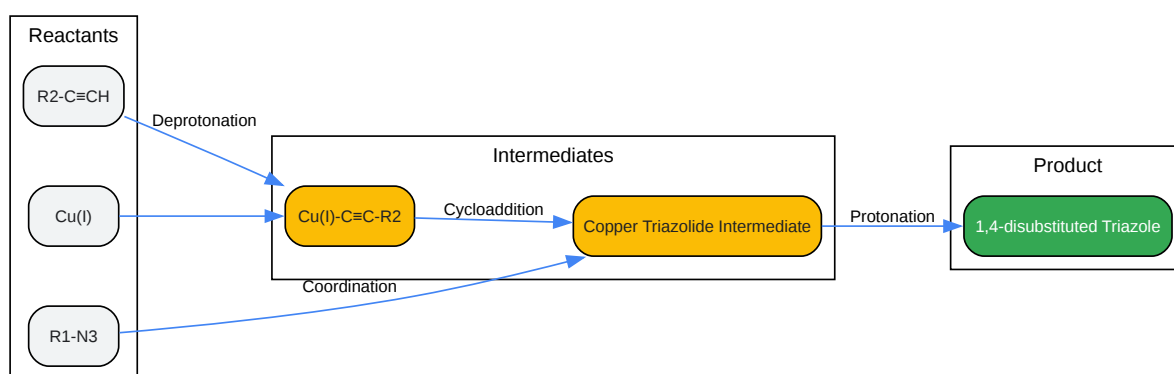 Reactants
R2-C≡CH
Deprotonation
Cu(I)
R1-N3
Coordination
Intermediates
Cu(I)-C≡C-R2
Cycloaddition
Copper Triazolide Intermediate
Protonation
Product
1,4-disubstituted Triazole